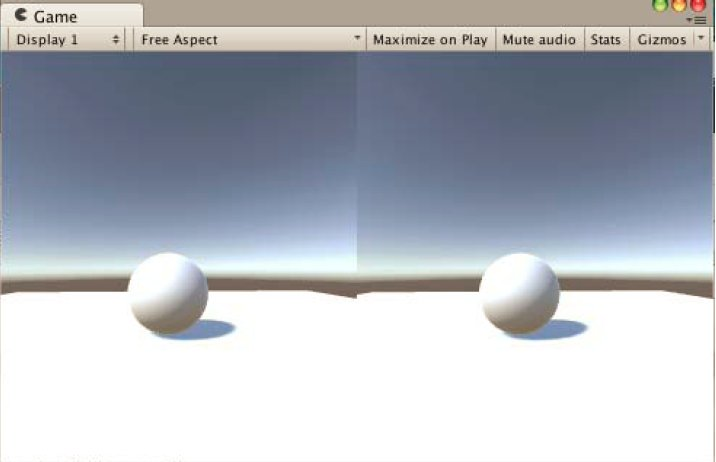 Game
Display 1 Free Aspect Maximize on Play Mute audio Stats Gizmos